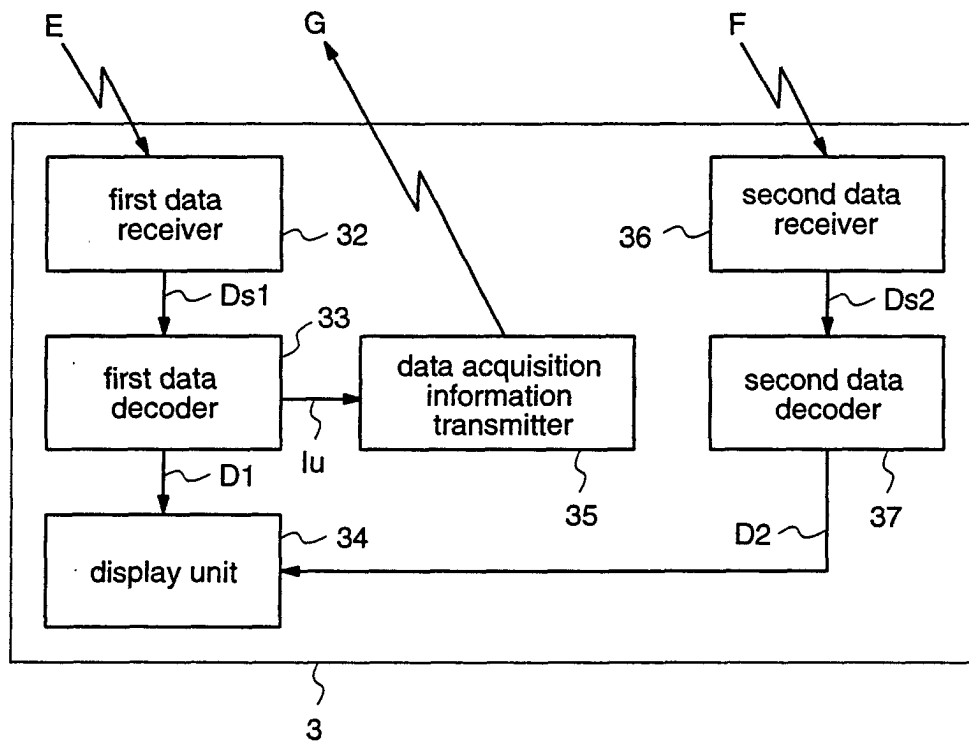 E
G
F
first data
receiver
32
second data
receiver
36
Ds1
Ds2
33
first data
decoder
data acquisition
information
transmitter
second data
decoder
Iu
D1
35
37
D2
34
display unit
3